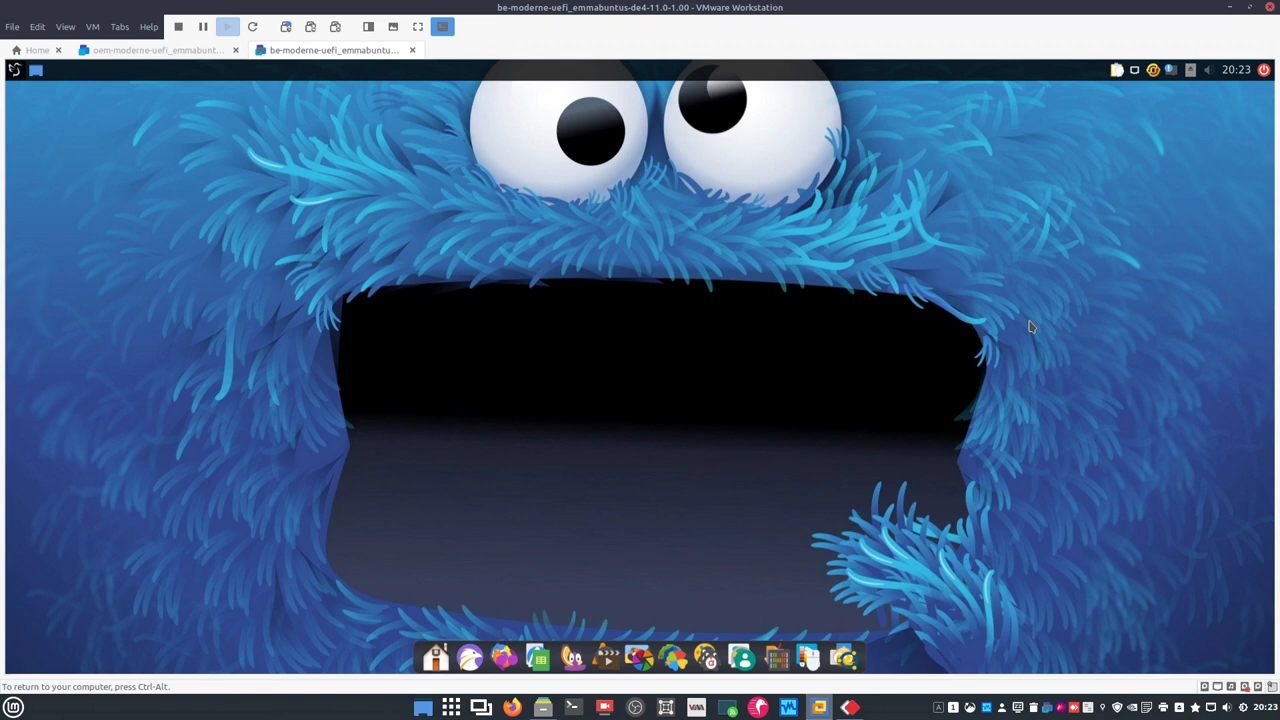 be-moderne-uefi_emmabuntus-de4-11.0-1.00 - VMware Workstation
File Edit View VM Tabs Help
Home oem-moderne-uefi_emmabunt... be-moderne-uefi_emmabuntu...
20:23
To return to your computer, press Ctrl-Alt.
20:23